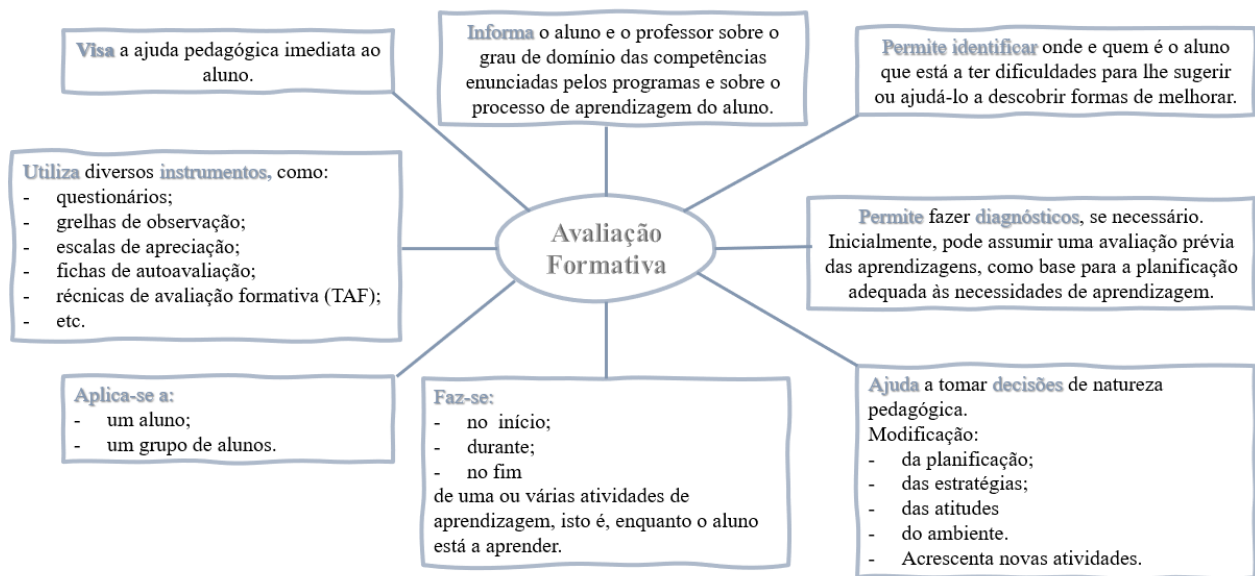 Visa a ajuda pedagógica imediata ao
aluno.
Informa o aluno e o professor sobre o
grau de domínio das competências
enunciadas pelos programas e sobre o
processo de aprendizagem do aluno.
Permite identificar onde e quem é o aluno
que está a ter dificuldades para lhe sugerir
ou ajudá-lo a descobrir formas de melhorar.
Utiliza diversos instrumentos, como:
- questionários;
- grelhas de observação;
- escalas de apreciação;
- fichas de autoavaliação;
- récnicas de avaliação formativa (TAF);
- etc.
Avaliação
Formativa
Permite fazer diagnósticos, se necessário.
Inicialmente, pode assumir uma avaliação prévia
das aprendizagens, como base para a planificação
adequada às necessidades de aprendizagem.
Aplica-se a:
- um aluno;
- um grupo de alunos.
Faz-se:
- no início;
- durante;
- no fim
de uma ou várias atividades de
aprendizagem, isto é, enquanto o aluno
está a aprender.
Ajuda a tomar decisões de natureza
pedagógica.
Modificação:
- da planificação;
- das estratégias;
- das atitudes
- do ambiente.
- Acrescenta novas atividades.